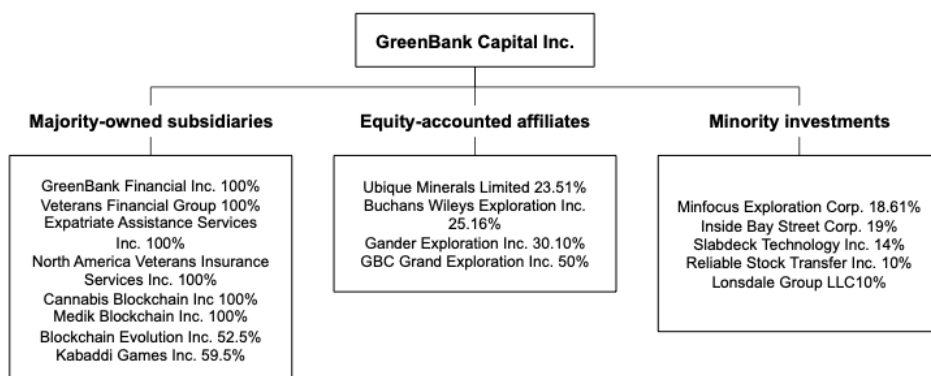 GreenBank Capital Inc.
Majority-owned subsidiaries
GreenBank Financial Inc. 100%
Veterans Financial Group 100%
Expatriate Assistance Services
Inc. 100%
North America Veterans Insurance
Services Inc. 100%
Cannabis Blockchain Inc 100%
Medik Blockchain Inc. 100%
Blockchain Evolution Inc. 52.5%
Kabaddi Games Inc. 59.5%
Equity-accounted affiliates
Ubique Minerals Limited 23.51%
Buchans Wileys Exploration Inc.
25.16%
Gander Exploration Inc. 30.10%
GBC Grand Exploration Inc. 50%
Minority investments
Minfocus Exploration Corp. 18.61%
Inside Bay Street Corp. 19%
Slabdeck Technology Inc. 14%
Reliable Stock Transfer Inc. 10%
Lonsdale Group LLC10%